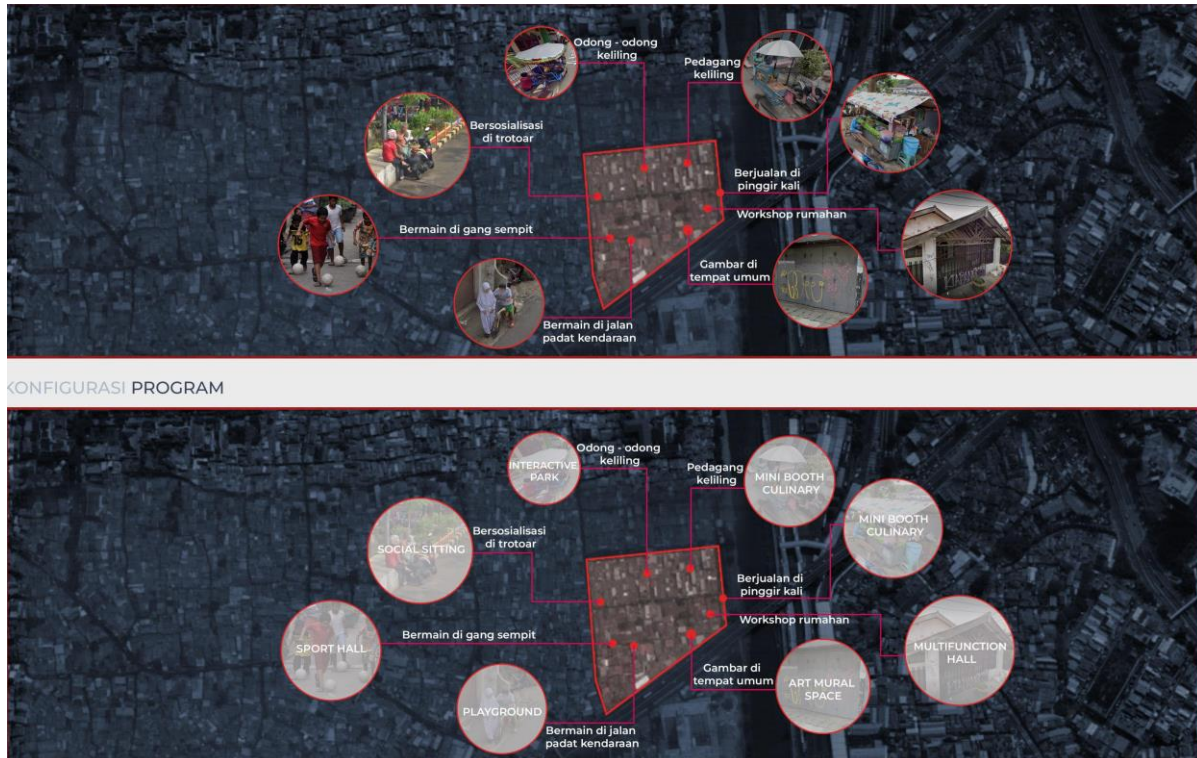 Odong - odong
keliling
Pedagang
keliling
Bersosialisasi
di trotoar
Berjualan di
pinggir kali
Workshop rumahan
Bermain di gang sempit
Gambar di
tempat umum
Bermain di jalan
padat kendaraan
KONFIGURASI PROGRAM
Odong - odong
keliling
INTERACTIVE
PARK
Pedagang
keliling
MINI BOOTH
CULINARY
MINI BOOTH
CULINARY
Bersosialisasi
di trotoar
SOCIAL SITTING
Berjualan di
pinggir kali
Workshop rumahan
Bermain di gang sempit
SPORT HALL
MULTIFUNCTION
HALL
Gambar di
tempat umum
ART MURAL
SPACE
PLAYGROUND
Bermain di jalan
padat kendaraan